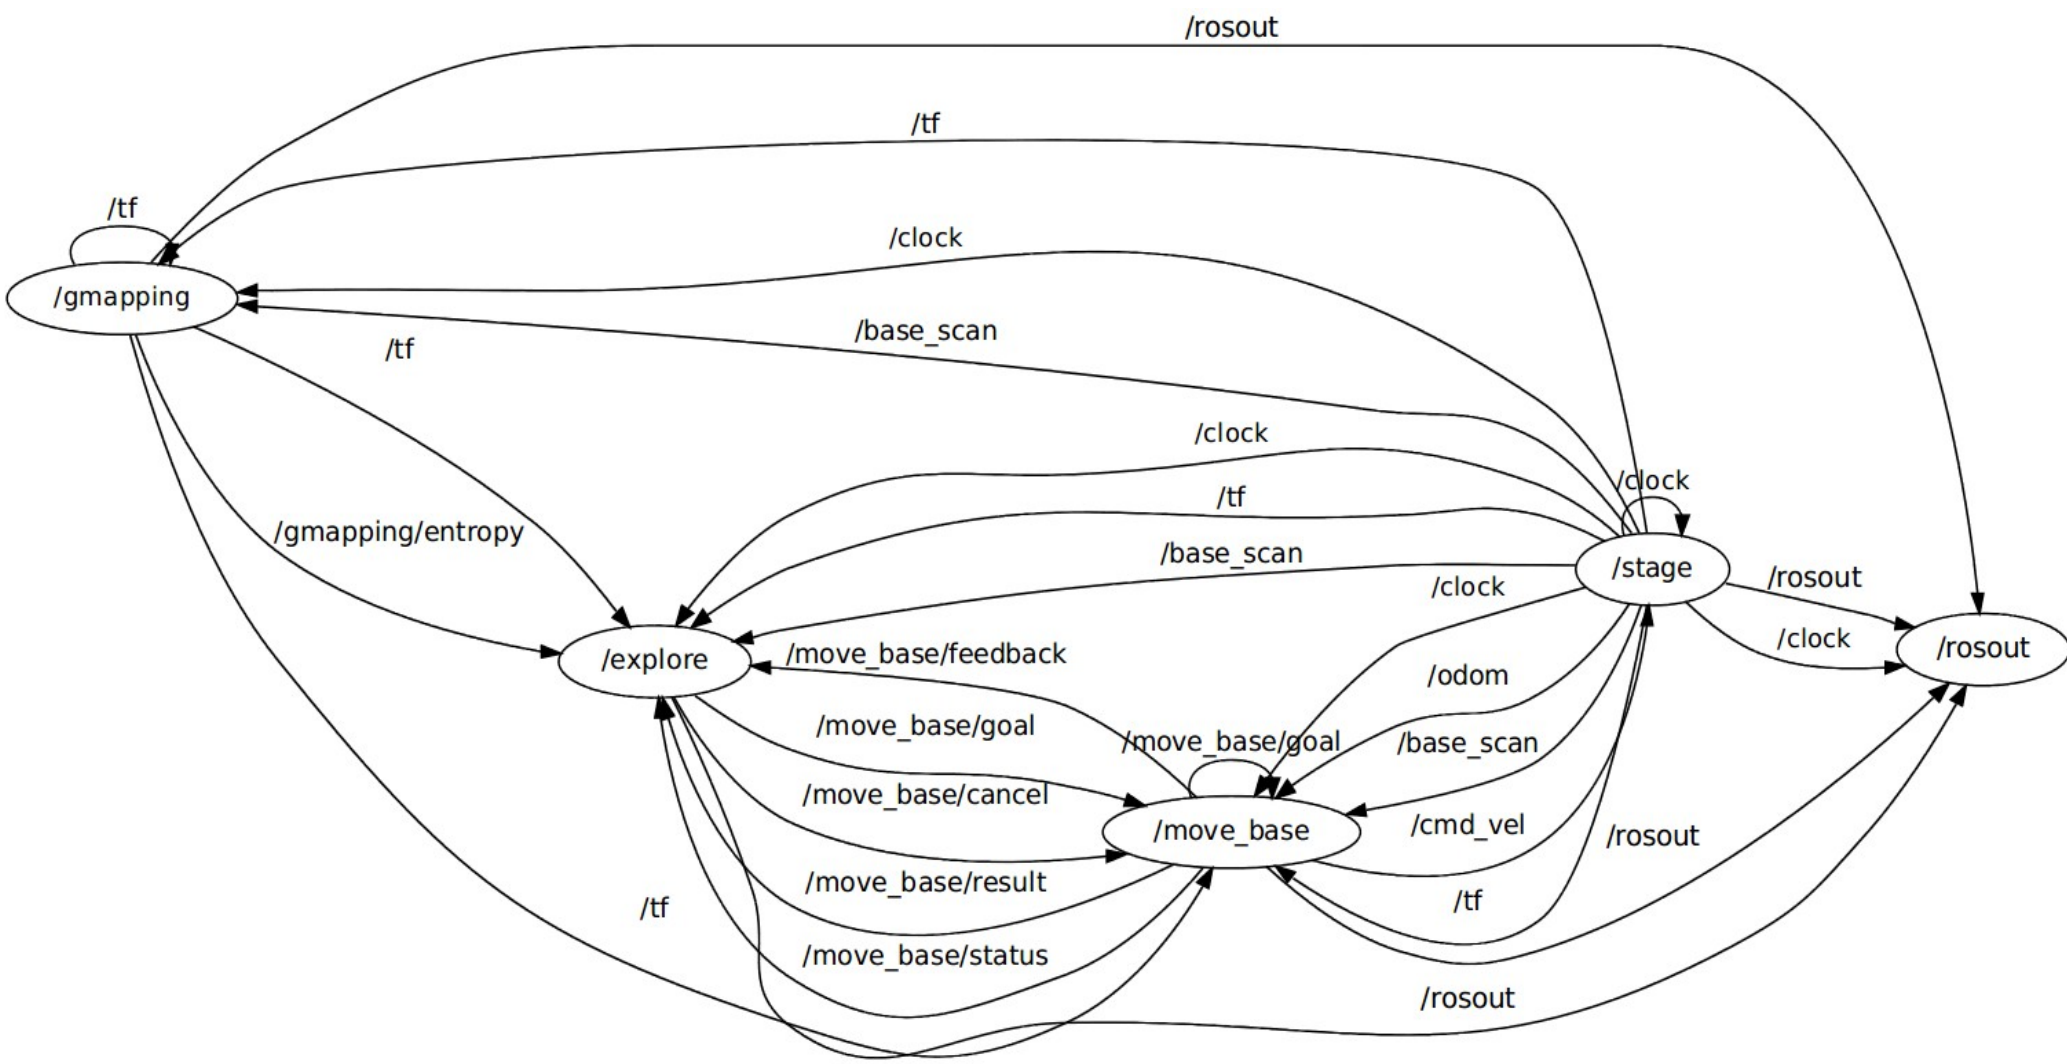 /rosout
/tf
/tf
/clock
/gmapping
/base_scan
/tf
/clock
/clock
/tf
/gmapping/entropy
/base_scan
/stage
/rosout
/clock
/clock
/rosout
/explore
/move_base/feedback
/odom
/move_base/goal
/move_base/goal
/base_scan
/move_base/cancel
/move_base
/cmd_vel
/rosout
/move_base/result
/tf
/tf
/move_base/status
/rosout